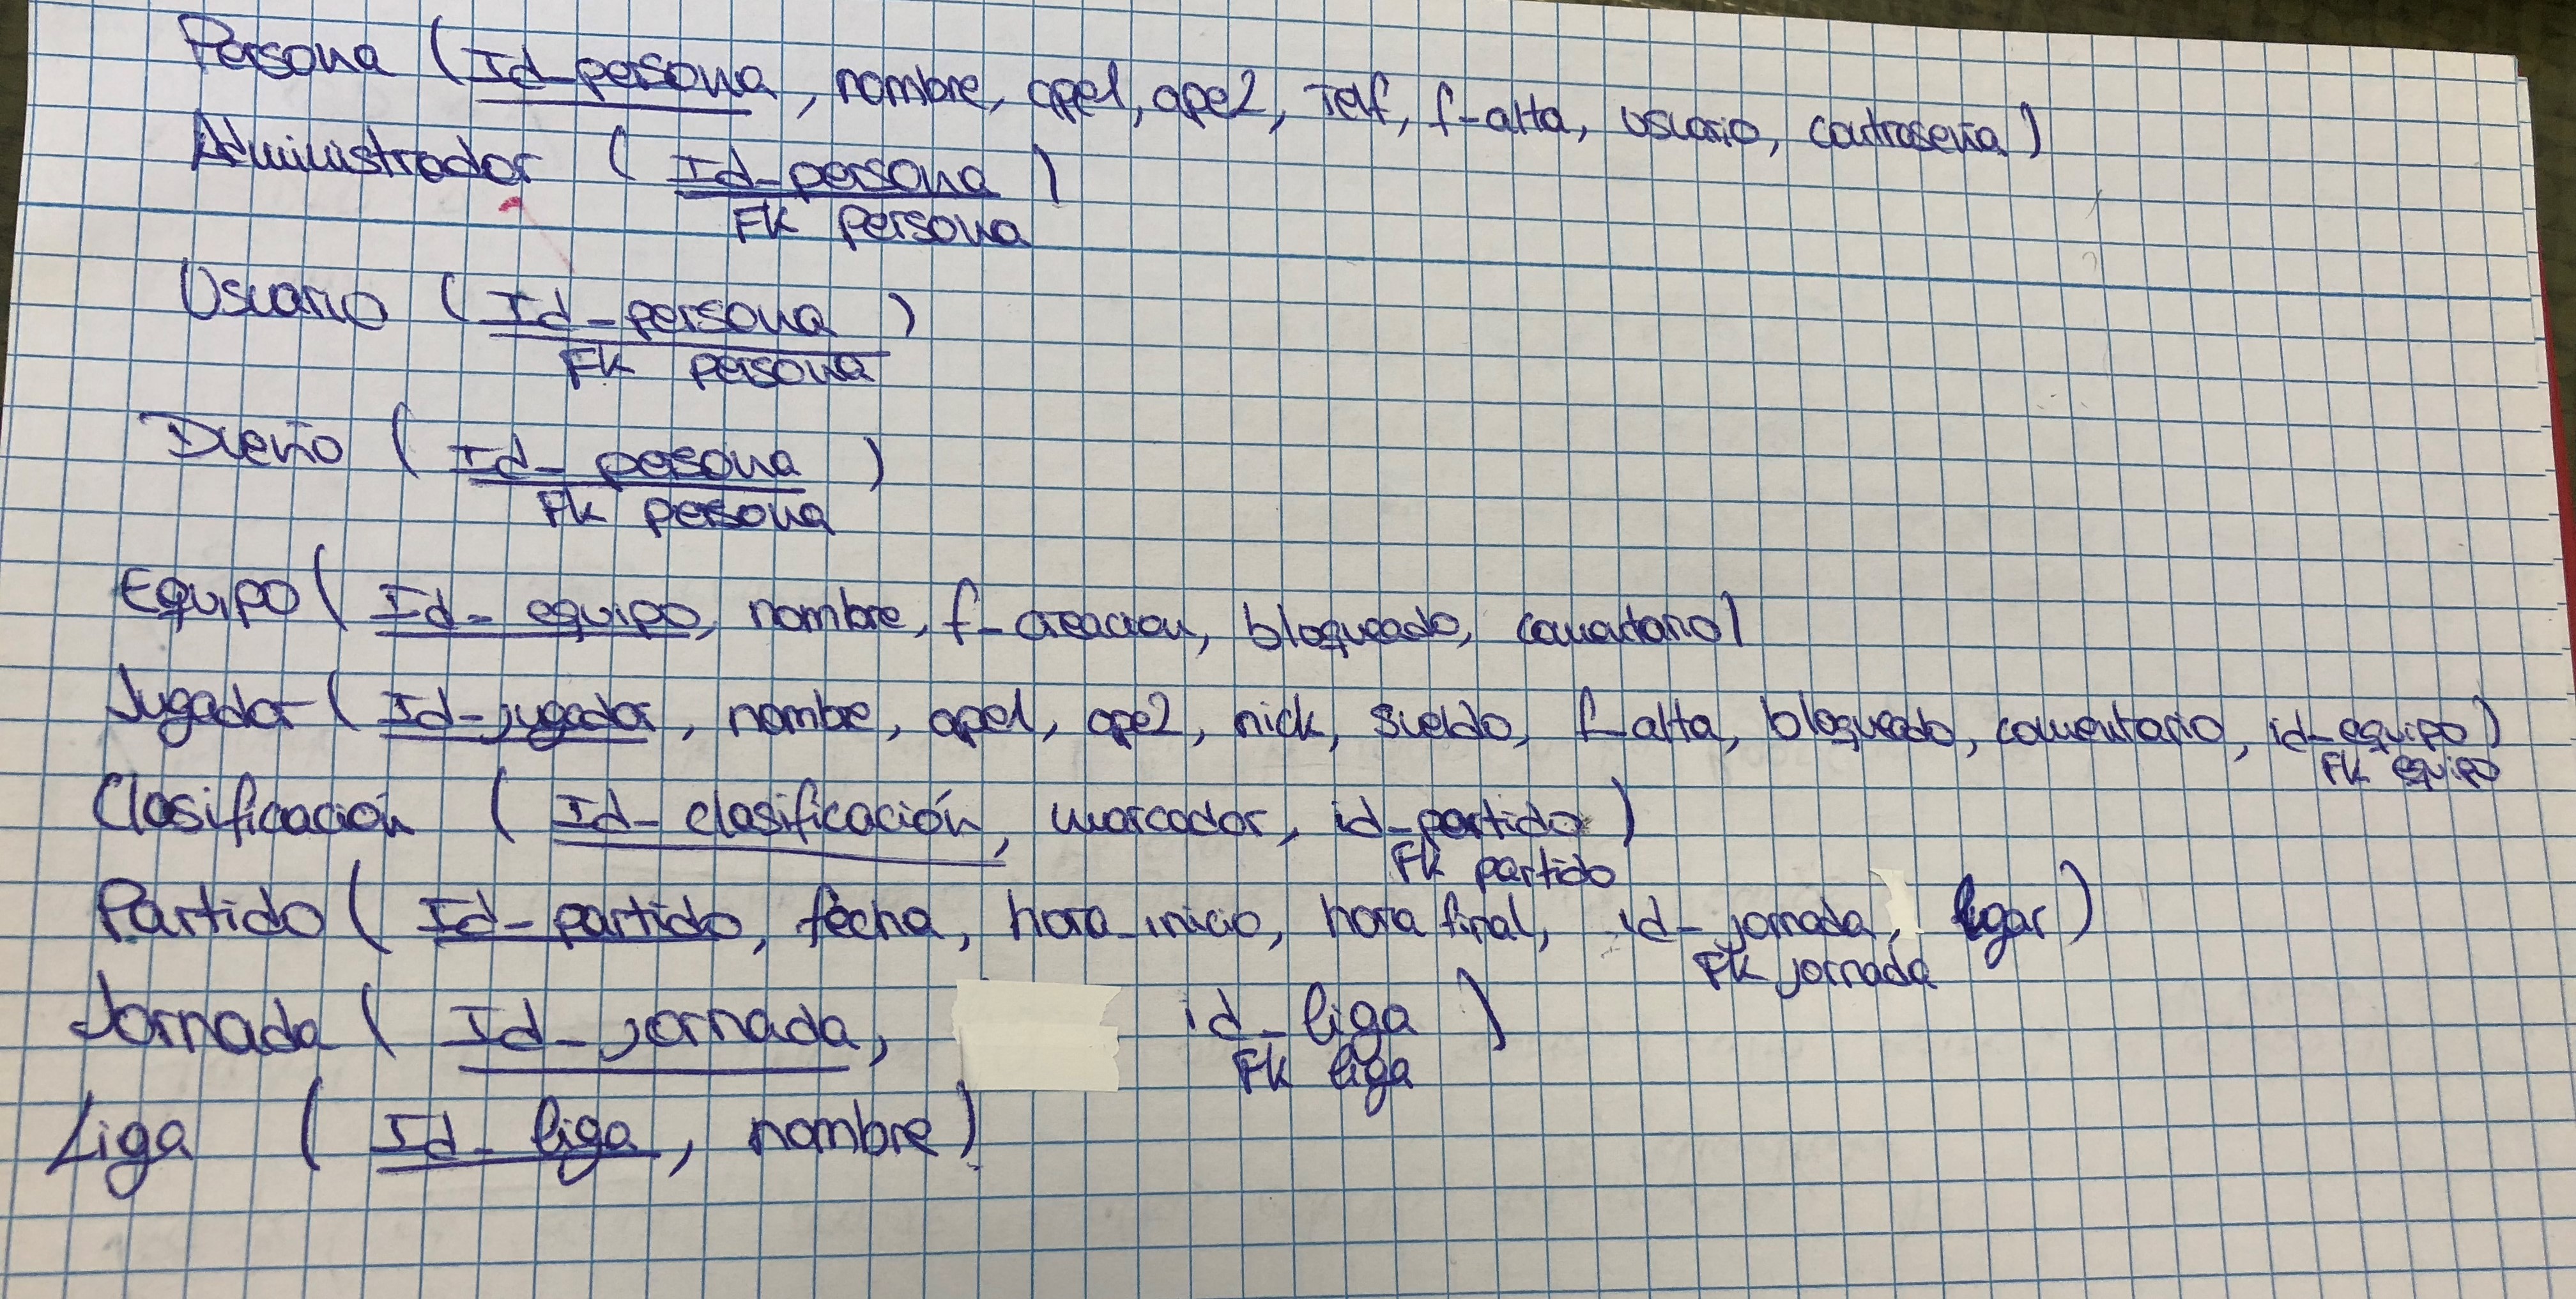 Persona (Id_persona, nombre, ape1, ape2, Telf, f_alta, usuario, contraseña)
Administrador (Id_persona)
FK persona
Usuario (Id_persona)
FK persona
Dueño (Id_persona)
FK persona
Equipo (Id_equipo, nombre, f_creacion, bloqueado, comentario)
Jugador (Id_jugador, nombre, ape1, ape2, nick, sueldo, f_alta, bloqueado, comentario, id_equipo)
FK equipo
Clasificación (Id_clasificación, marcador, id_partido)
FK partido
Partido (Id_partido, fecha, hora_inicio, hora final, id_jornada, lugar)
FK jornada
Jornada (Id_jornada, id_liga)
FK liga
Liga (Id_liga, nombre)